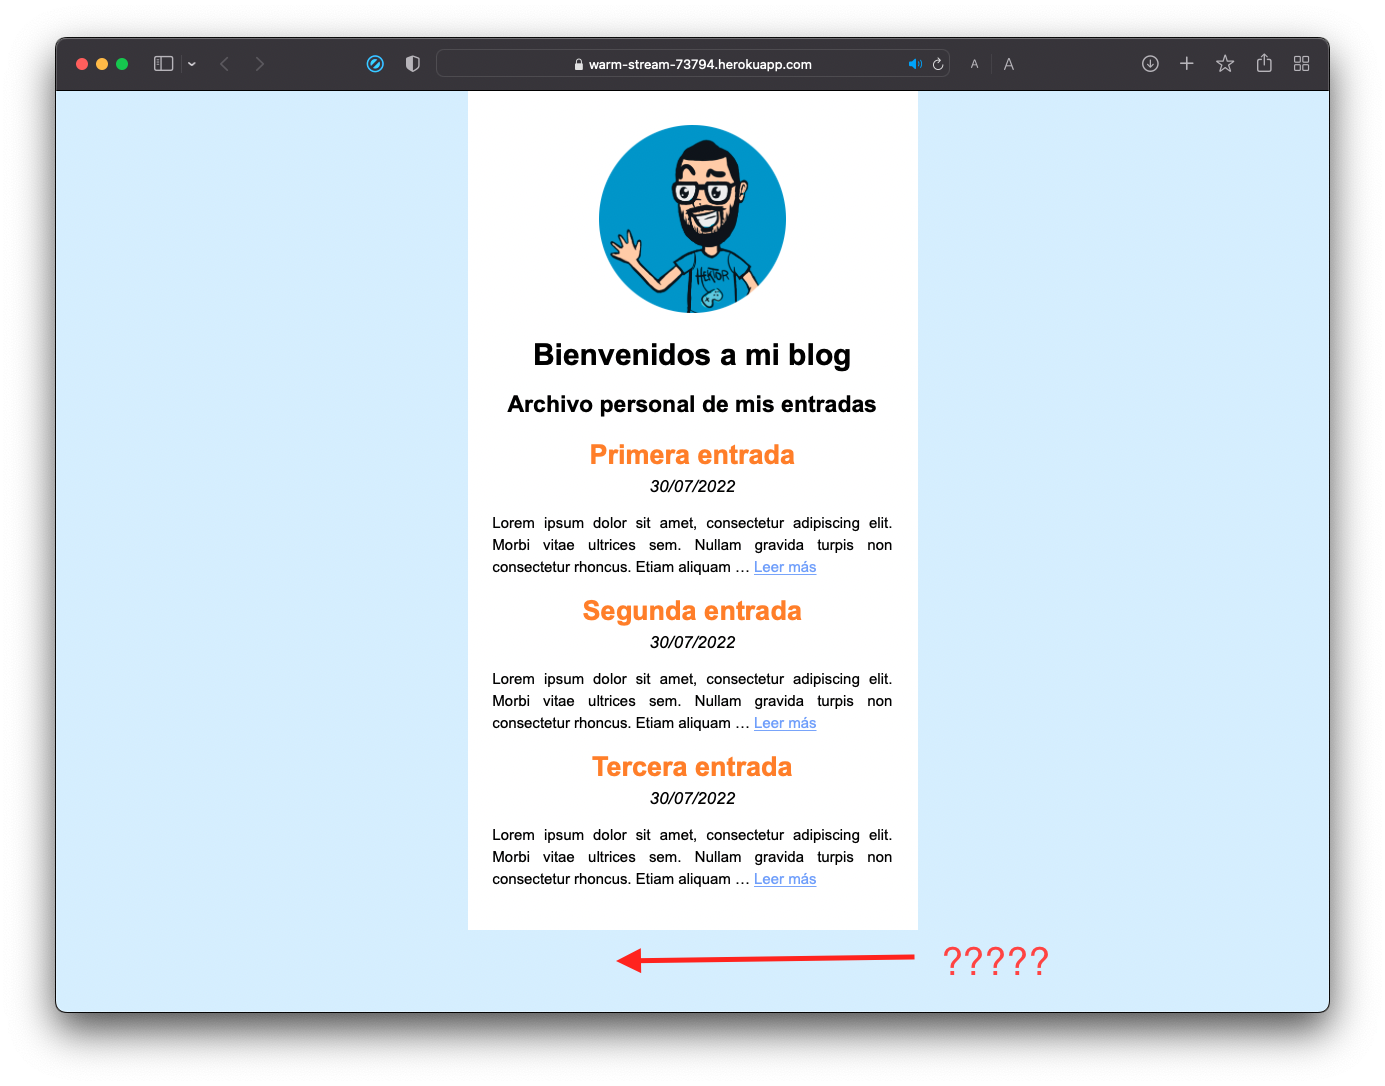 warm-stream-73794.herokuapp.com
A A
HEKTOR
Bienvenidos a mi blog
Archivo personal de mis entradas
Primera entrada
30/07/2022
Lorem ipsum dolor sit amet, consectetur adipiscing elit.
Morbi vitae ultrices sem. Nullam gravida turpis non
consectetur rhoncus. Etiam aliquam … Leer más
Segunda entrada
30/07/2022
Lorem ipsum dolor sit amet, consectetur adipiscing elit.
Morbi vitae ultrices sem. Nullam gravida turpis non
consectetur rhoncus. Etiam aliquam … Leer más
Tercera entrada
30/07/2022
Lorem ipsum dolor sit amet, consectetur adipiscing elit.
Morbi vitae ultrices sem. Nullam gravida turpis non
consectetur rhoncus. Etiam aliquam … Leer más
?????